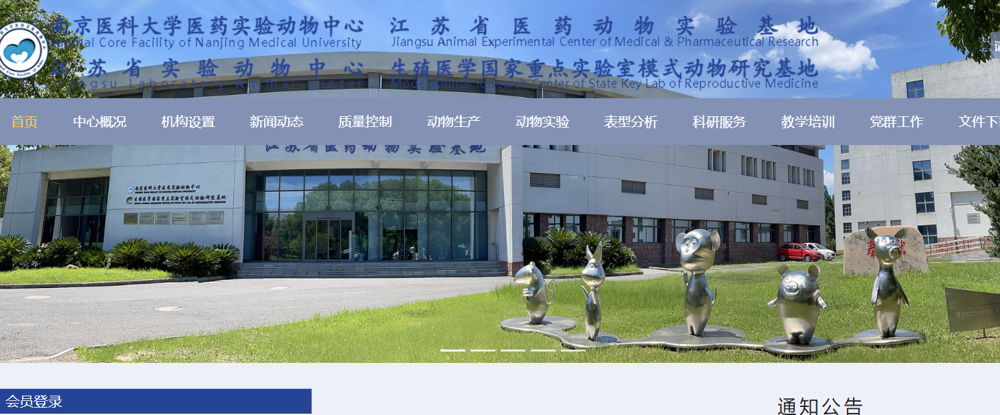 南京医科大学医药实验动物中心 江苏省医药动物实验基地
Animal Core Facility of Nanjing Medical University Jiangsu Animal Experimental Center of Medical & Pharmaceutical Research
江苏省实验动物中心 生殖医学国家重点实验室模式动物研究基地
Jiangsu Laboratory Animal Center Model Animal Research Center of State Key Lab of Reproductive Medicine
首页 中心概况 机构设置 新闻动态 质量控制 动物生产 动物实验 表型分析 科研服务 教学培训 党群工作 文件下
江苏省医药动物实验基地
南京医科大学医药实验动物中心
生殖医学国家重点实验室模式动物研究基地
会员登录
通知公告